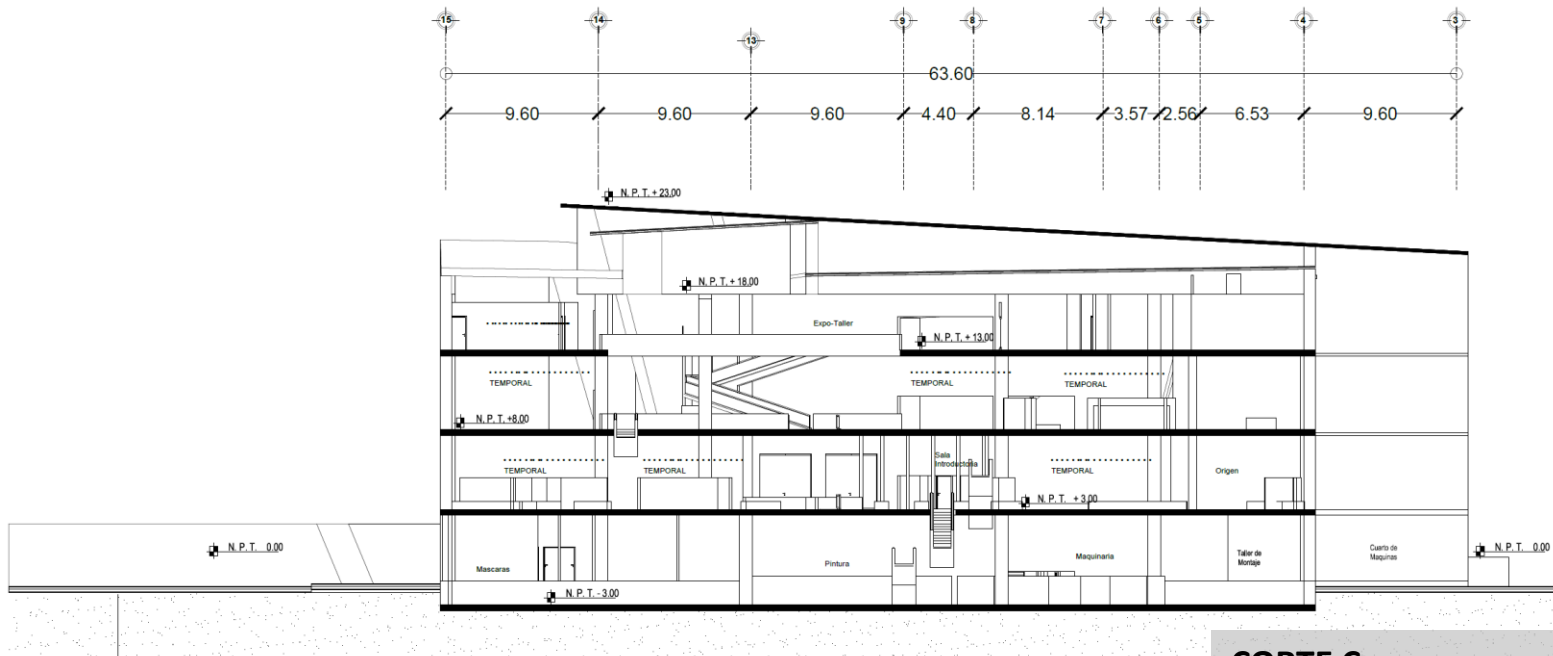 15 14 13 9 8 7 6 5 4 3
63.60
9.60 9.60 9.60 4.40 8.14 3.57 2.56 6.53 9.60
N. P. T. + 23.00
N. P. T. + 18.00
Expo-Taller
N. P. T. + 13.00
TEMPORAL TEMPORAL TEMPORAL
N. P. T. +8.00
Sala
Introductoria
TEMPORAL TEMPORAL TEMPORAL Origen
N. P. T. + 3.00
N. P. T. 0.00
Mascaras
Pintura
Maquinaria
Taller de
Montaje
Cuarto de
Maquinas
N. P. T. 0.00
N. P. T. - 3.00